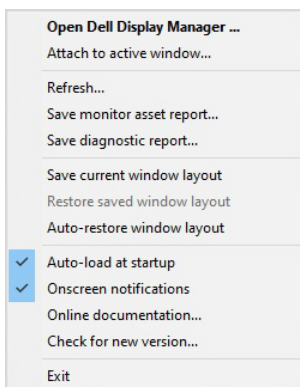 Open Dell Display Manager ...
Attach to active window...
Refresh...
Save monitor asset report...
Save diagnostic report...
Save current window layout
Restore saved window layout
Auto-restore window layout
Auto-load at startup
Onscreen notifications
Online documentation...
Check for new version...
Exit